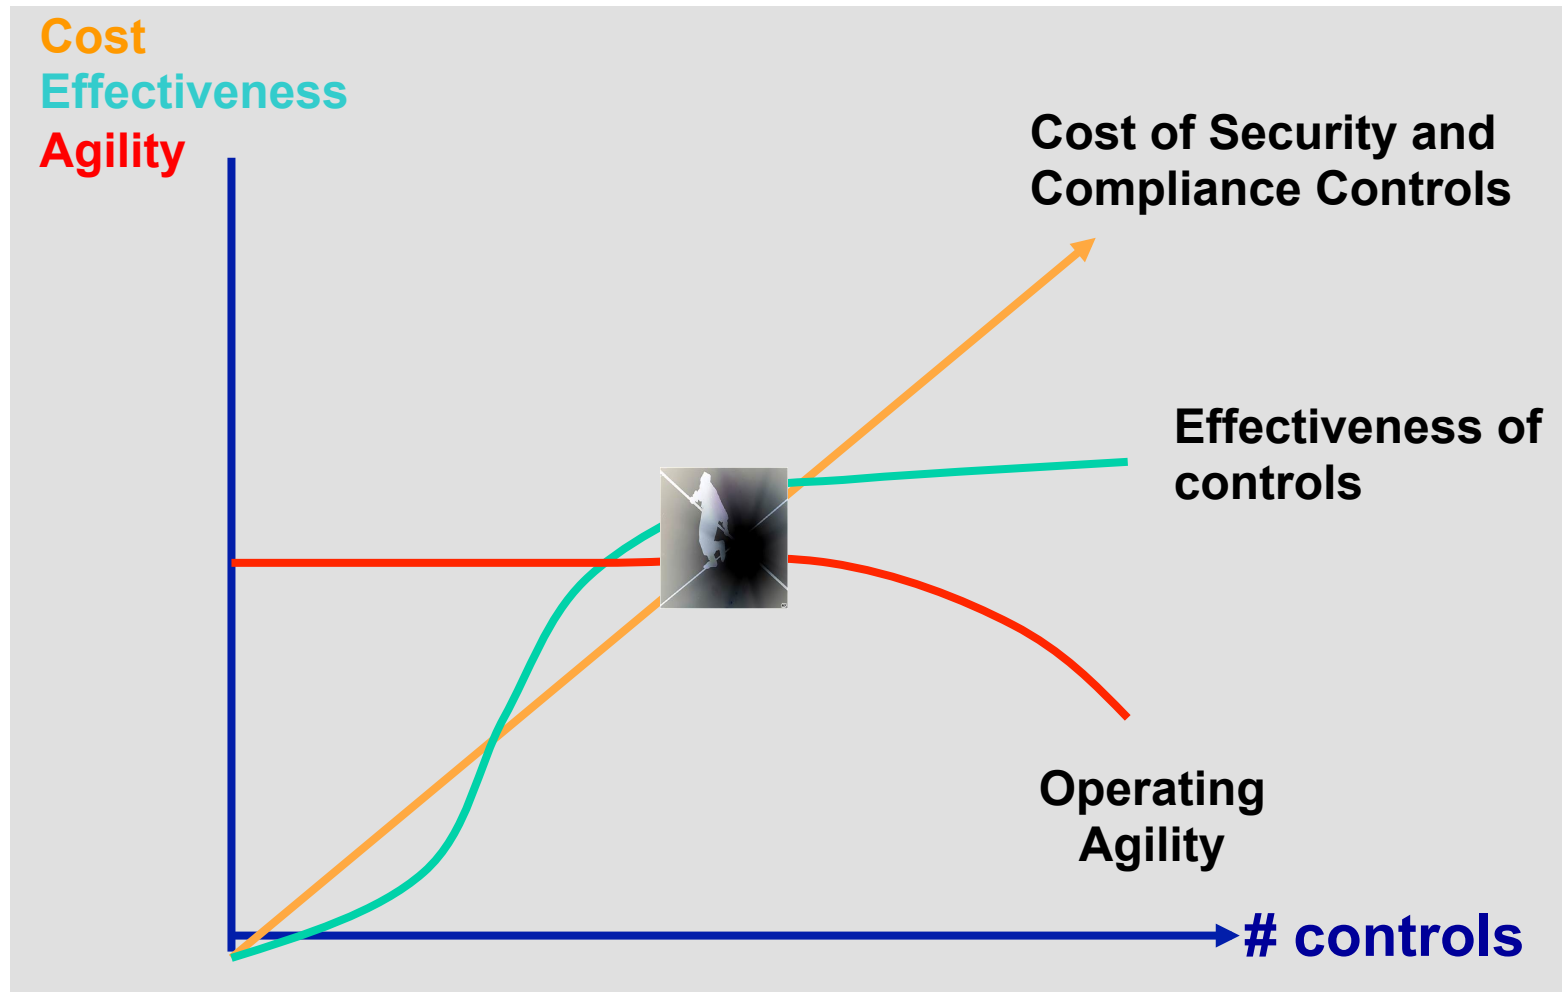 Cost
Effectiveness
Agility
Cost of Security and
Compliance Controls
Effectiveness of
controls
Operating
Agility
# controls